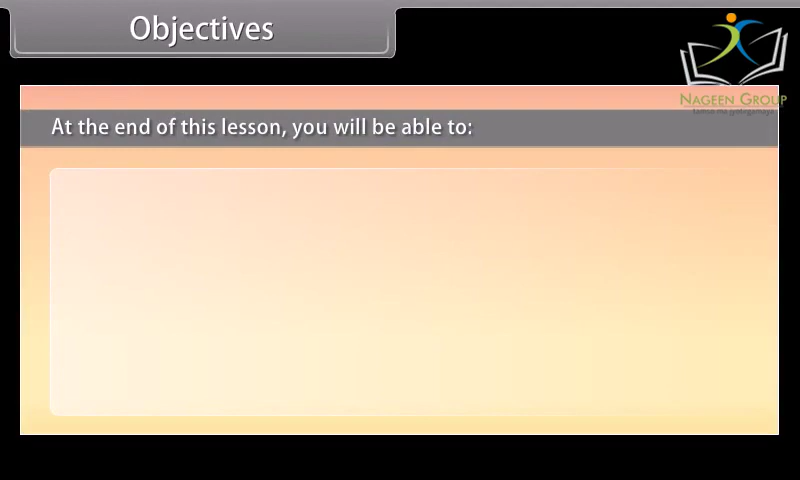 Objectives
NAGEEN GROUP
At the end of this lesson, you will be able to: